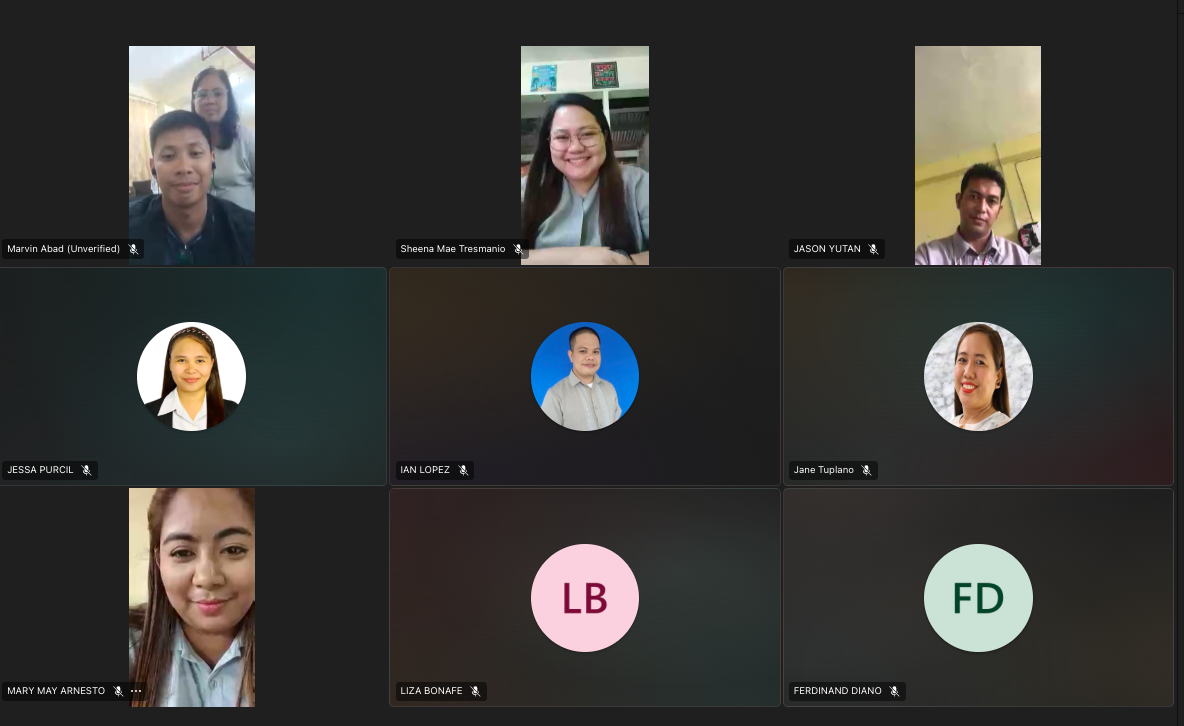 Marvin Abad (Unverified)
Sheena Mae Tresmanio
JASON YUTAN
JESSA PURCIL
IAN LOPEZ
Jane Tuplano
MARY MAY ARNESTO
LB
LIZA BONAFE
FD
FERDINAND DIANO